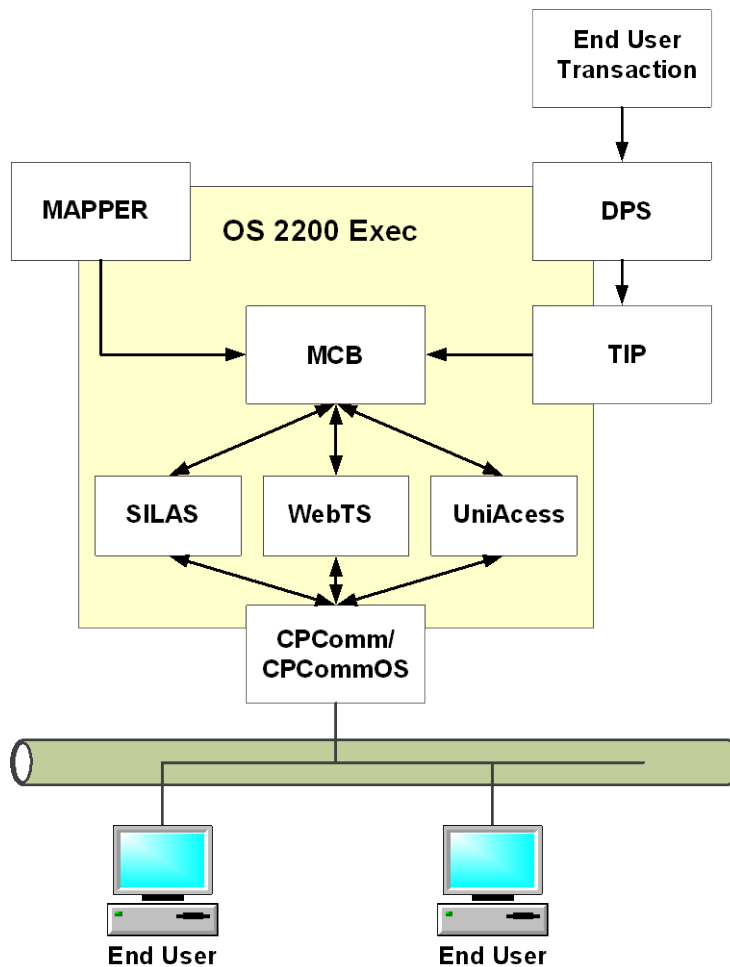 End User
Transaction
MAPPER
DPS
OS 2200 Exec
MCB
TIP
SILAS
WebTS
UniAcess
CPComm/
CPCommOS
End User
End User